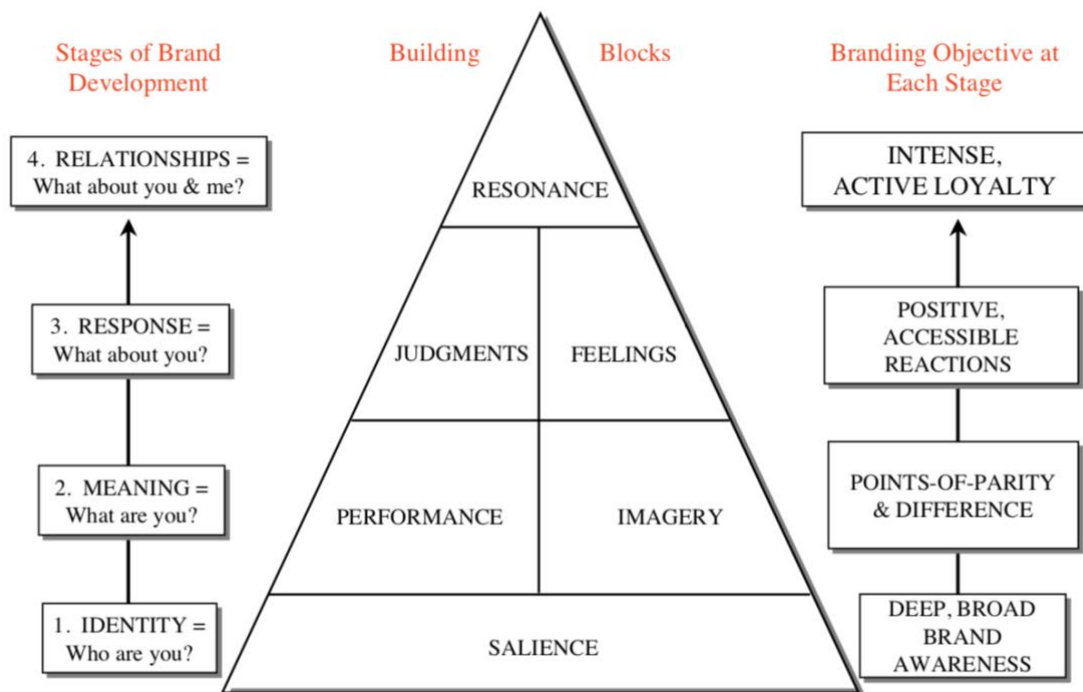 Stages of Brand
Development
Building
Blocks
Branding Objective at
Each Stage
4. RELATIONSHIPS =
What about you & me?
RESONANCE
INTENSE,
ACTIVE LOYALTY
3. RESPONSE =
What about you?
JUDGMENTS
FEELINGS
POSITIVE,
ACCESSIBLE
REACTIONS
2. MEANING =
What are you?
PERFORMANCE
IMAGERY
POINTS-OF-PARITY
& DIFFERENCE
1. IDENTITY =
Who are you?
SALIENCE
DEEP, BROAD
BRAND
AWARENESS